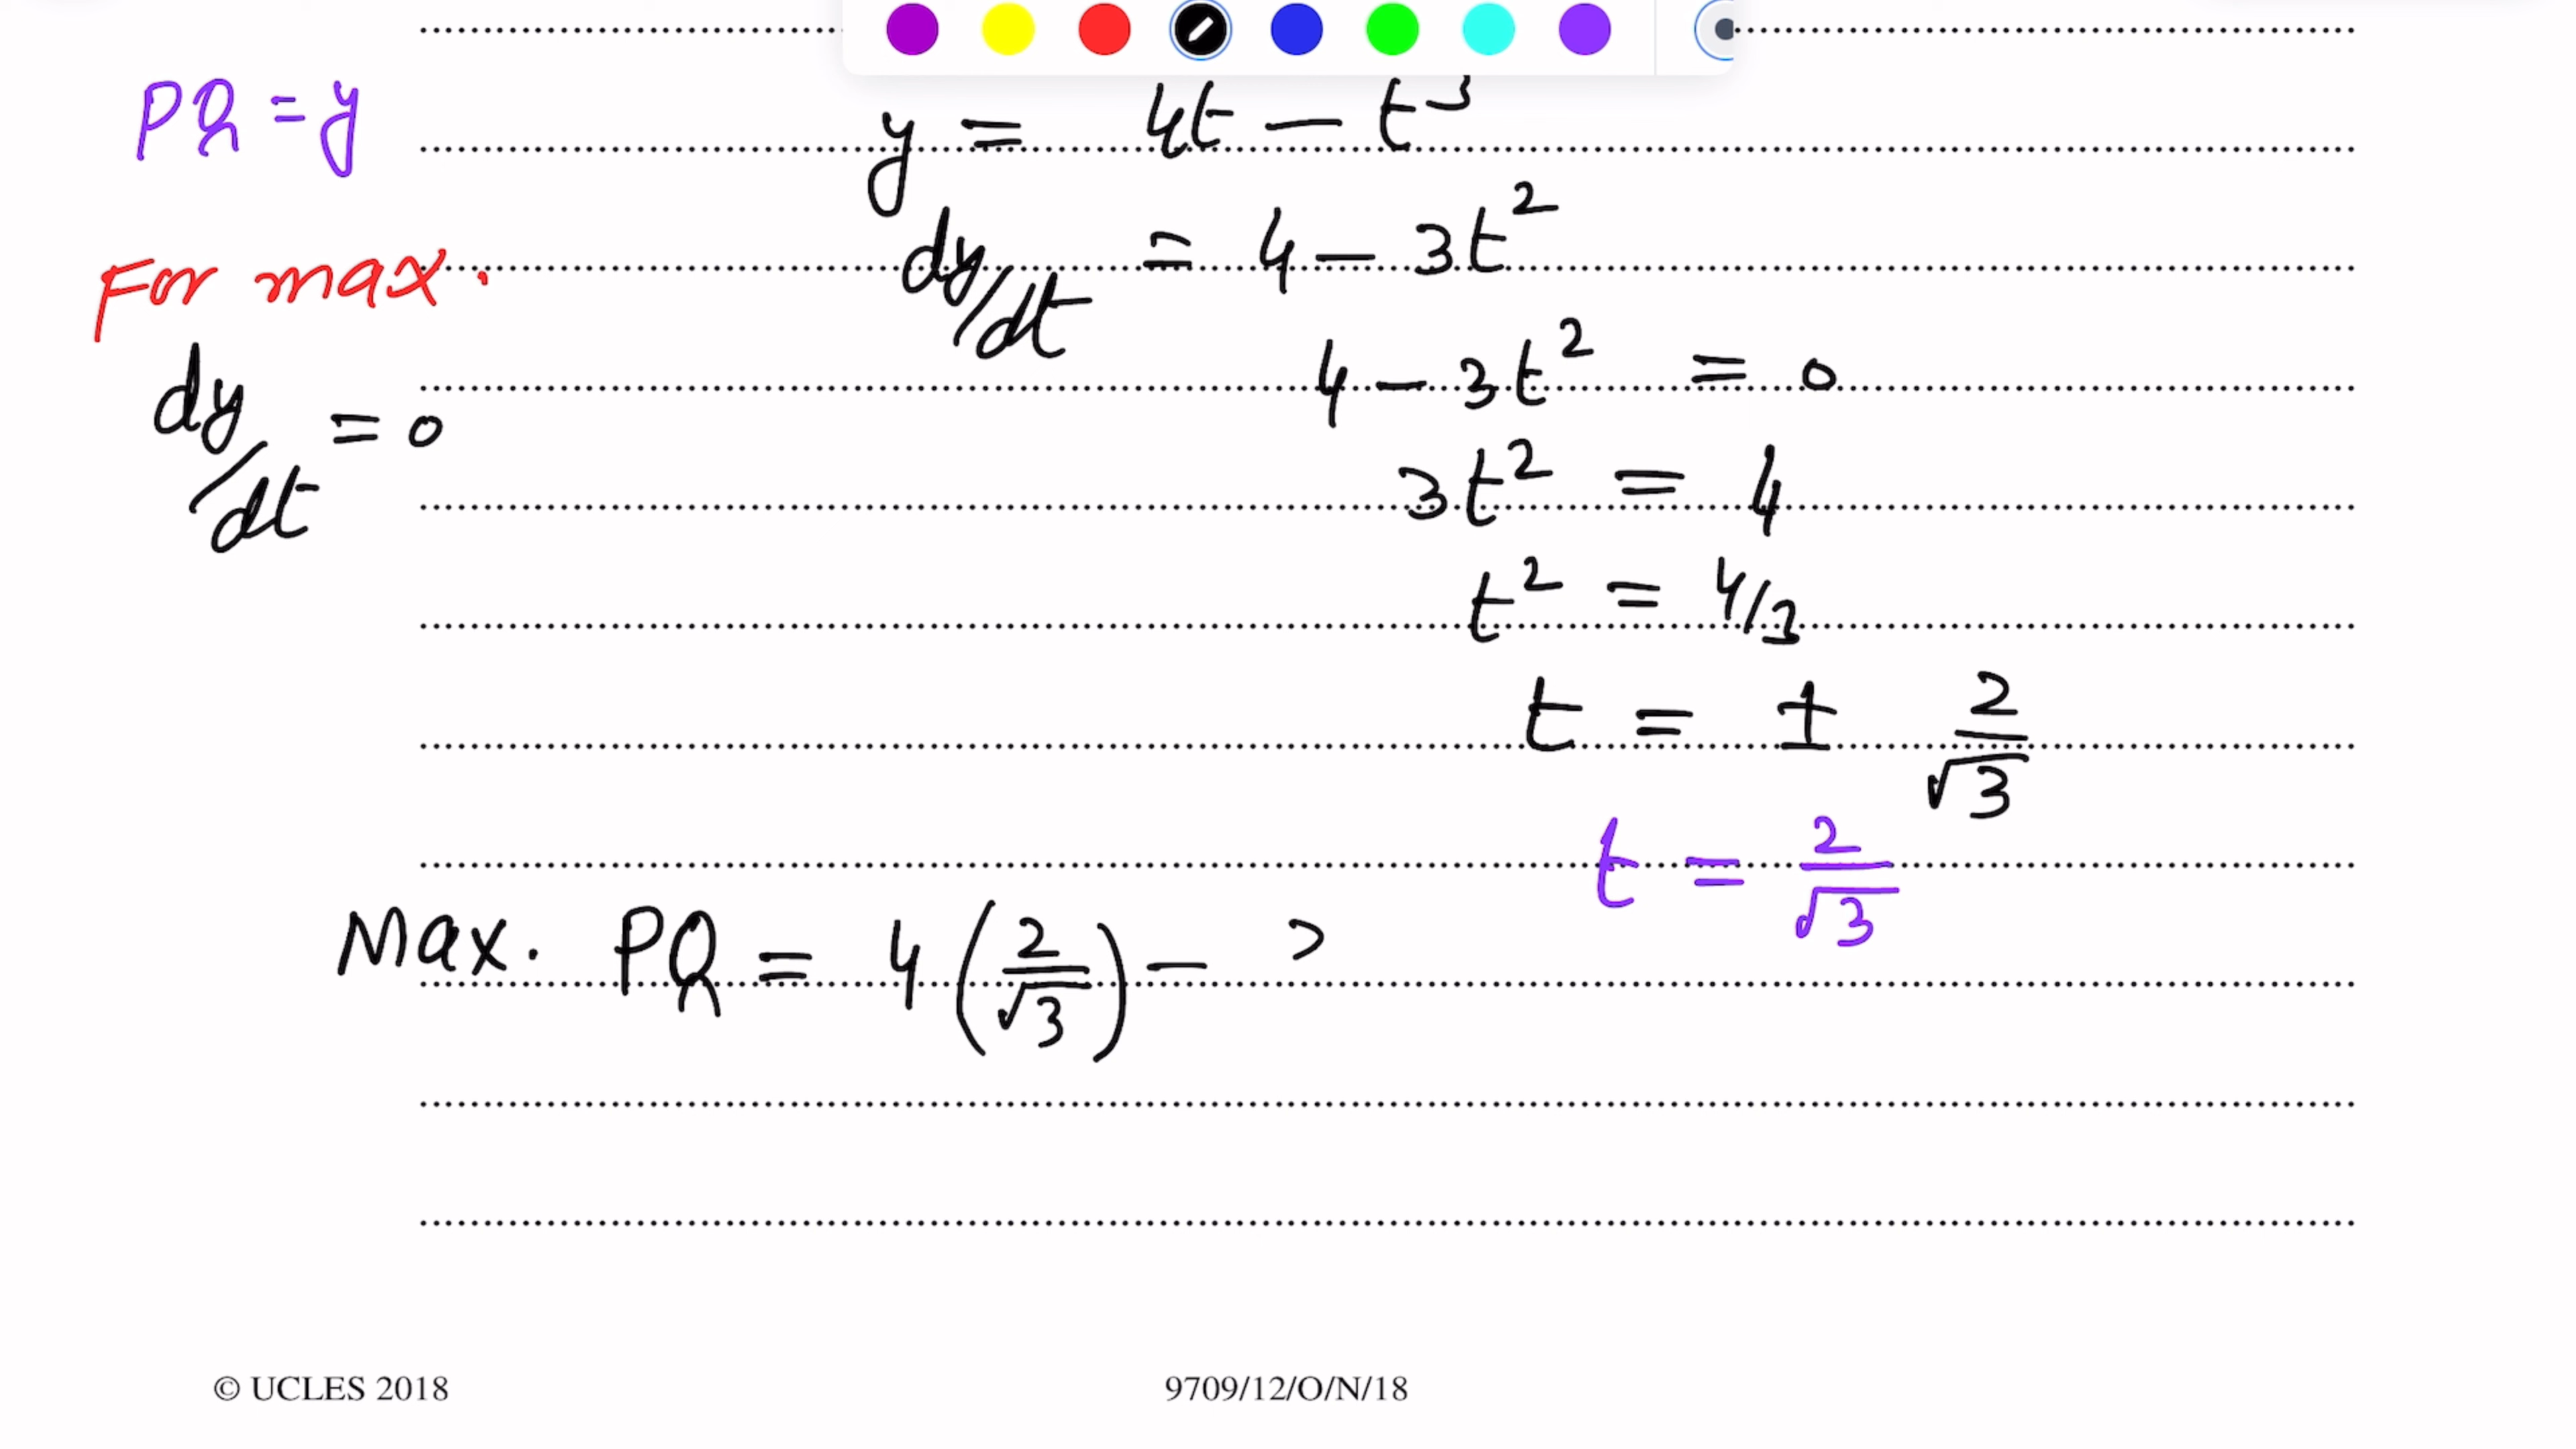 PQ = y
y = 4t - t³
dy/dt = 4 - 3t²
For max.
dy/dt = 0
4 - 3t² = 0
3t² = 4
t² = 4/3
t = ± 2/√3
t = 2/√3
Max. PQ = 4(2/√3) -
© UCLES 2018
9709/12/O/N/18